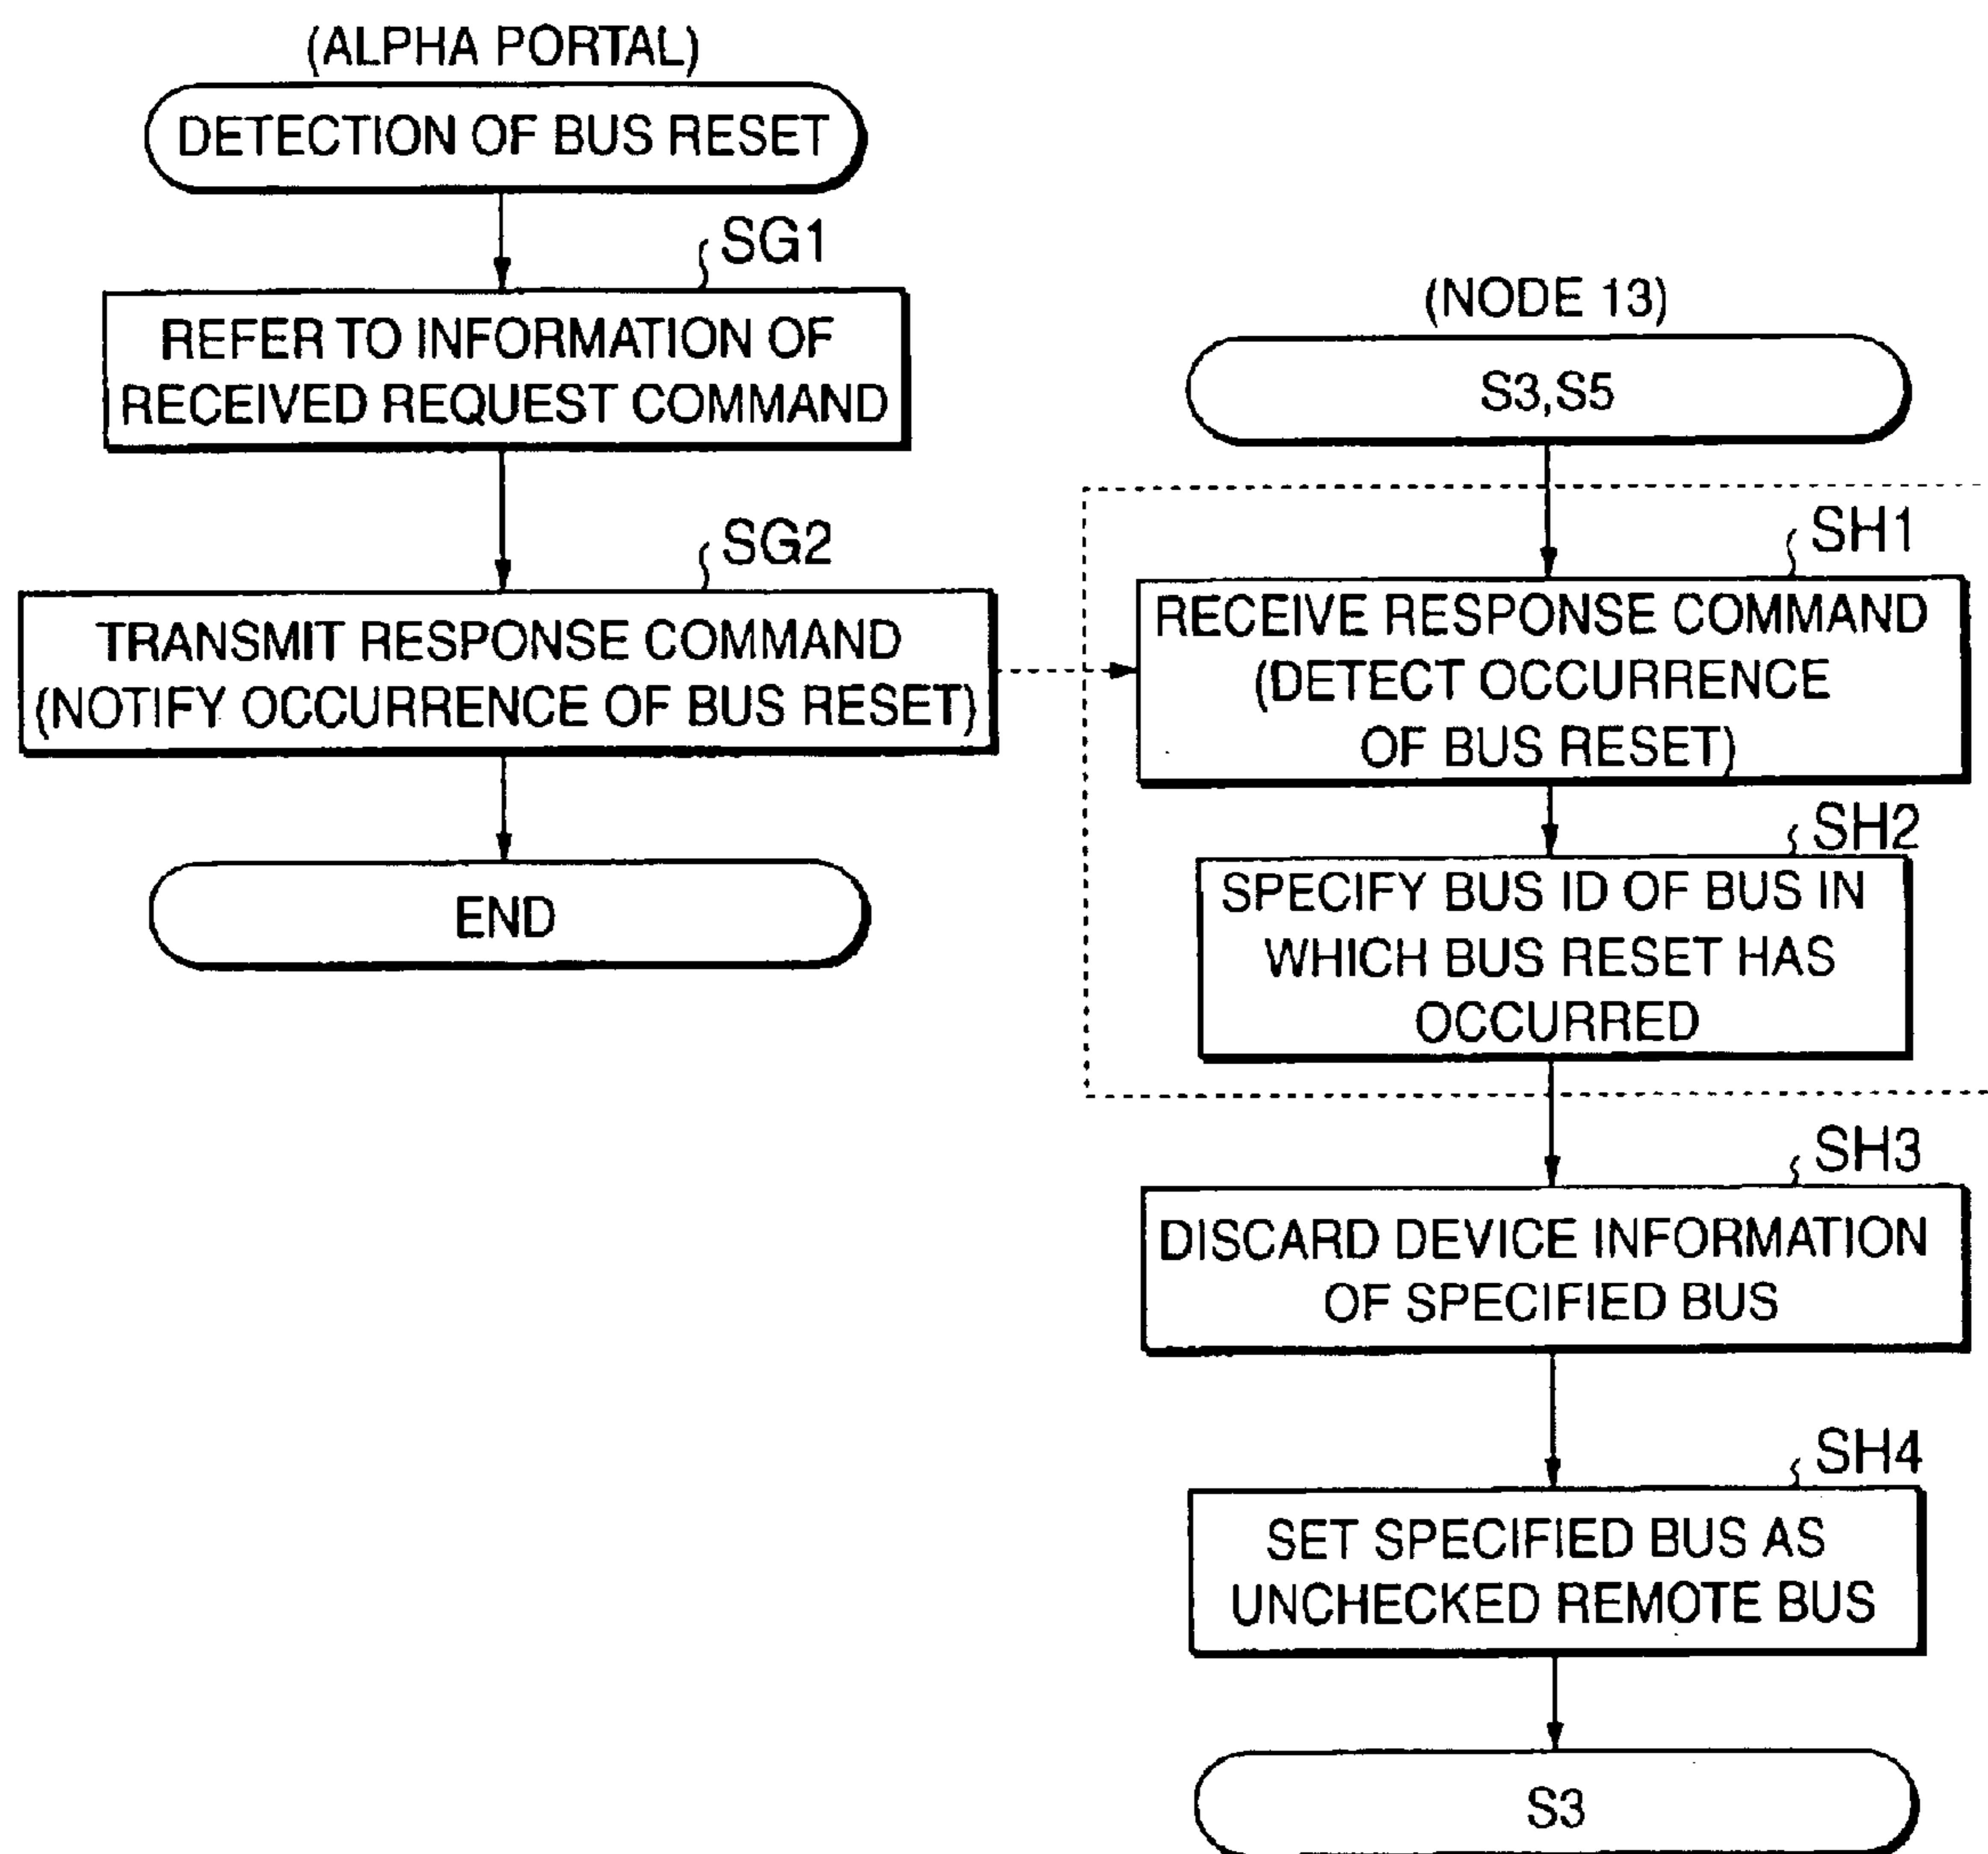 (ALPHA PORTAL)
DETECTION OF BUS RESET
SG1
REFER TO INFORMATION OF
RECEIVED REQUEST COMMAND
SG2
TRANSMIT RESPONSE COMMAND
(NOTIFY OCCURRENCE OF BUS RESET)
END
(NODE 13)
S3,S5
SH1
RECEIVE RESPONSE COMMAND
(DETECT OCCURRENCE
OF BUS RESET)
SH2
SPECIFY BUS ID OF BUS IN
WHICH BUS RESET HAS
OCCURRED
SH3
DISCARD DEVICE INFORMATION
OF SPECIFIED BUS
SH4
SET SPECIFIED BUS AS
UNCHECKED REMOTE BUS
S3